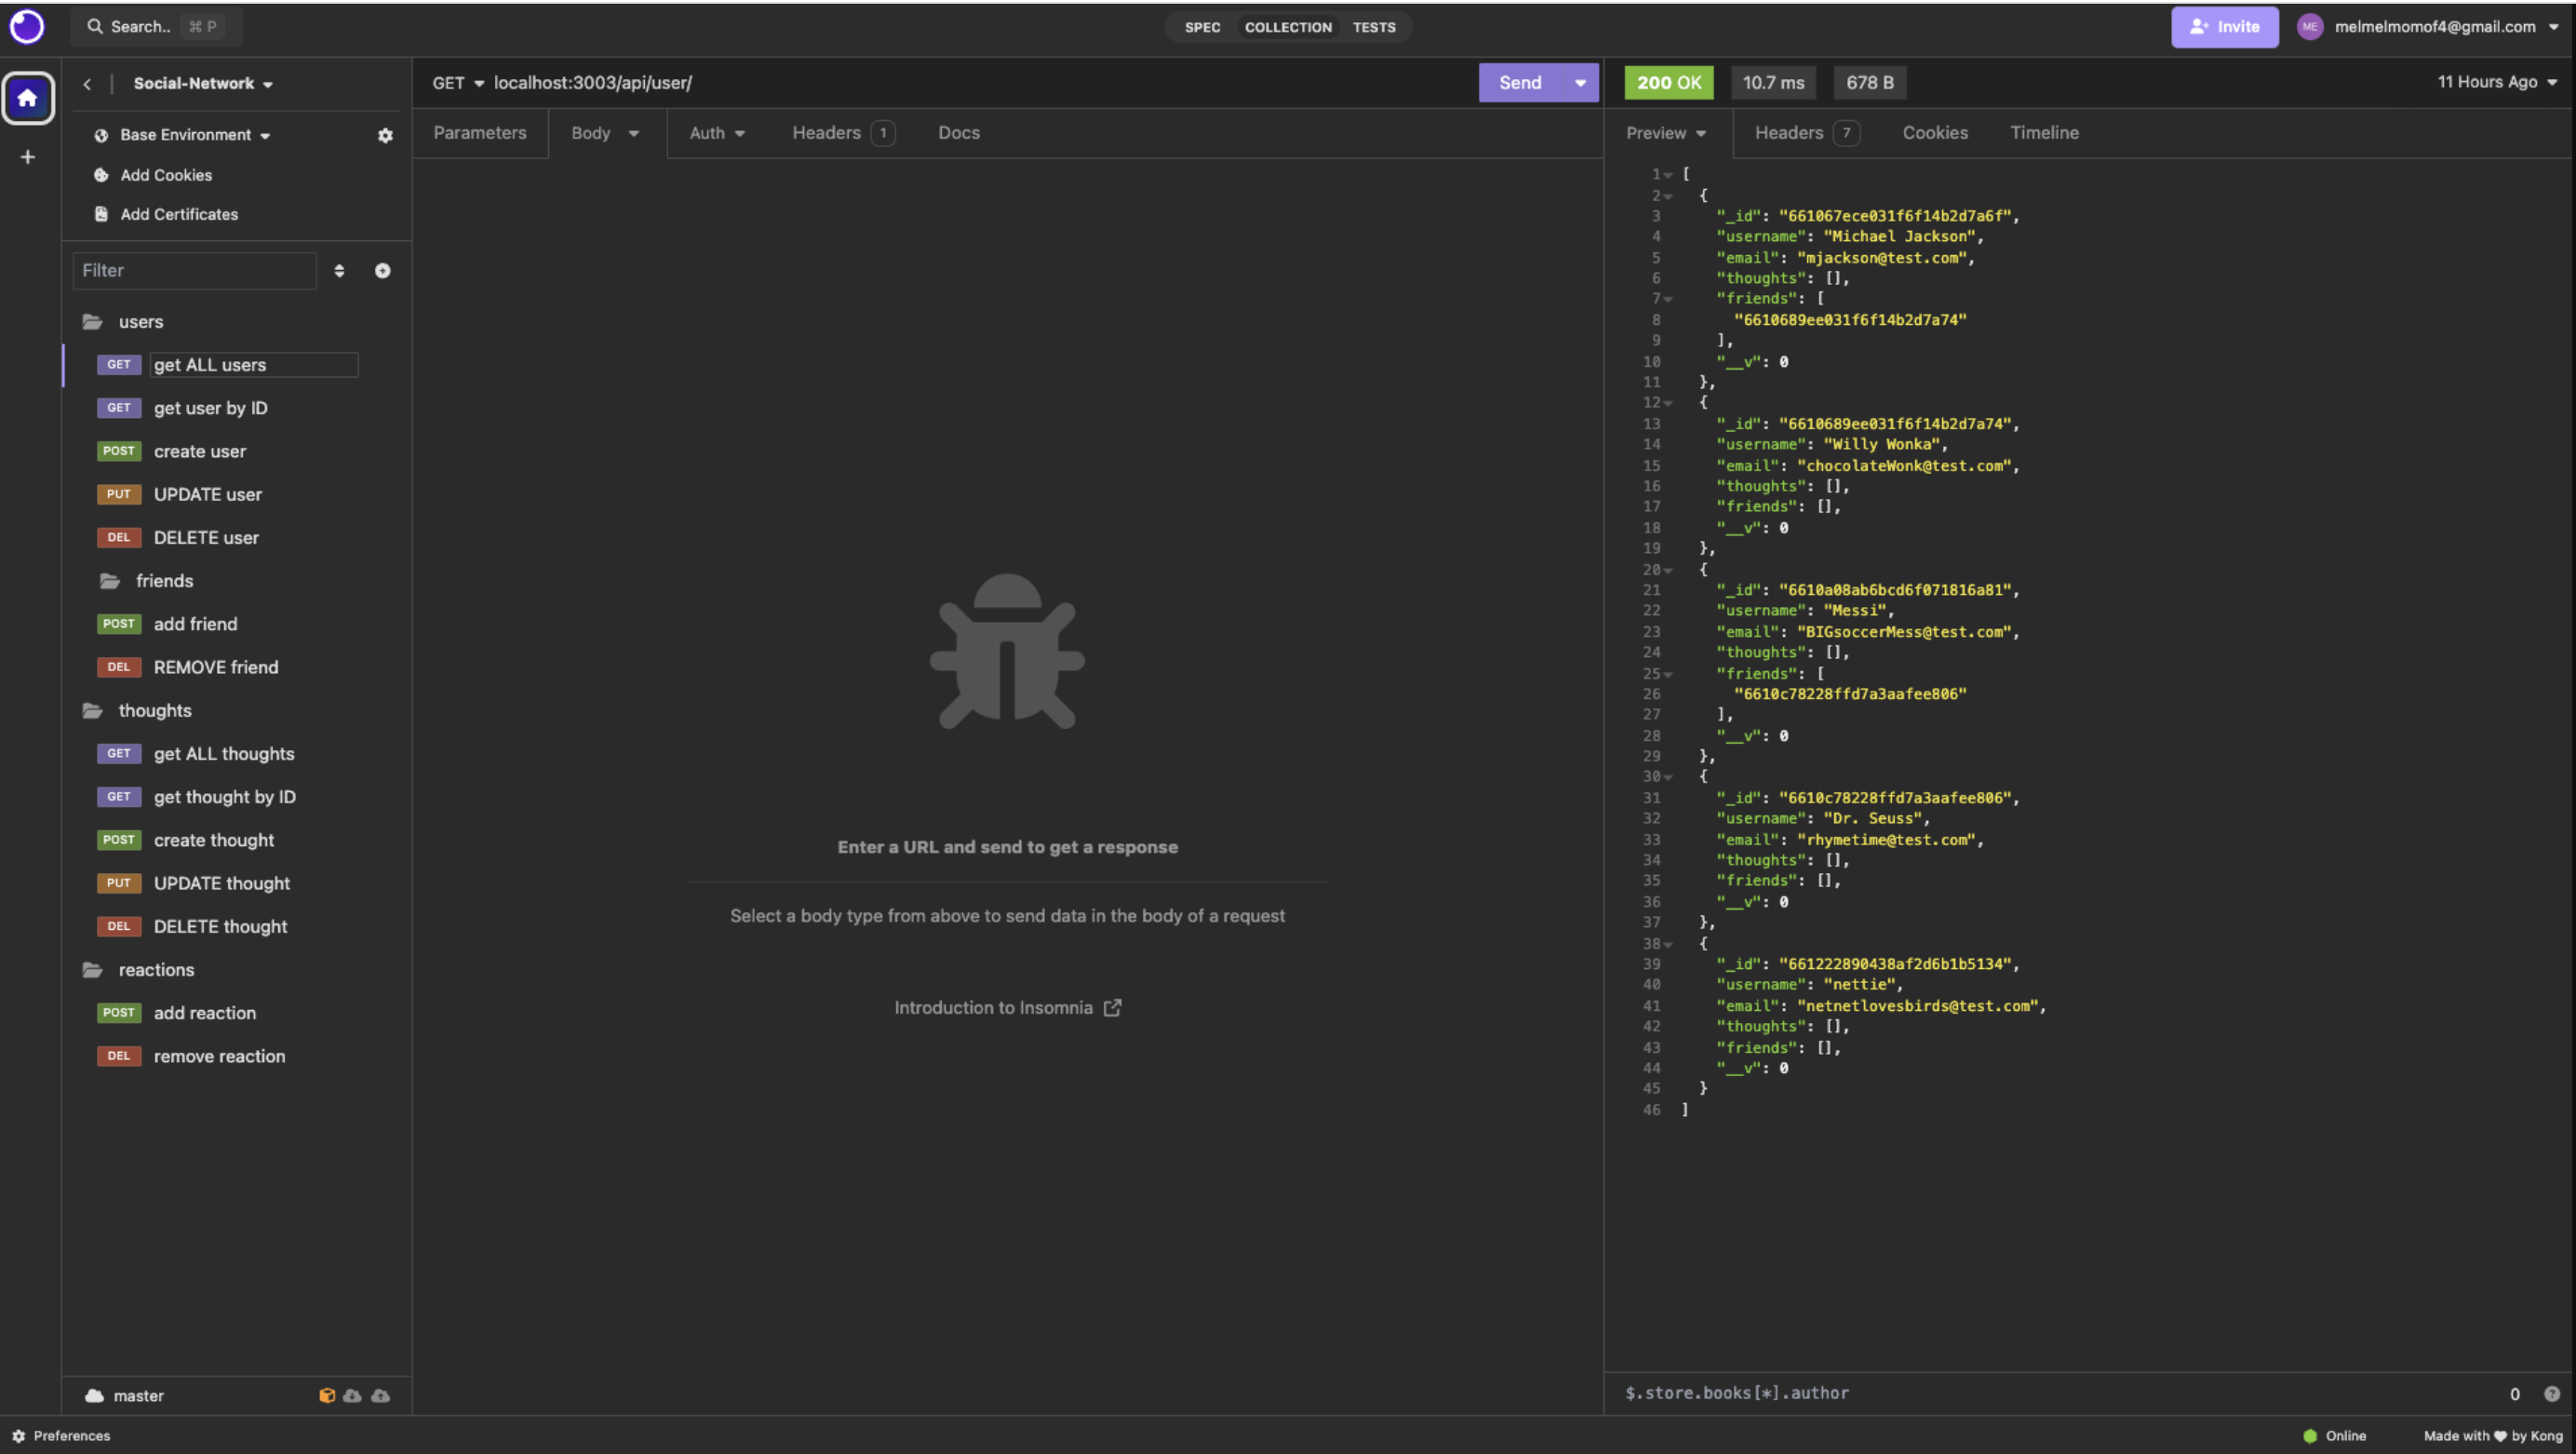 Search.. ⌘ P
SPEC COLLECTION TESTS
Invite
ME melmelmomof4@gmail.com
Social-Network
Base Environment
Add Cookies
Add Certificates
Filter
users
GET get ALL users
GET get user by ID
POST create user
PUT UPDATE user
DEL DELETE user
friends
POST add friend
DEL REMOVE friend
thoughts
GET get ALL thoughts
GET get thought by ID
POST create thought
PUT UPDATE thought
DEL DELETE thought
reactions
POST add reaction
DEL remove reaction
master
GET localhost:3003/api/user/ Send
Parameters Body Auth Headers 1 Docs
Enter a URL and send to get a response
Select a body type from above to send data in the body of a request
Introduction to Insomnia
200 OK 10.7 ms 678 B 11 Hours Ago
Preview Headers 7 Cookies Timeline
1 [
2 {
3 "_id": "661067ece031f6f14b2d7a6f",
4 "username": "Michael Jackson",
5 "email": "mjackson@test.com",
6 "thoughts": [],
7 "friends": [
8 "6610689ee031f6f14b2d7a74"
9 ],
10 "__v": 0
11 },
12 {
13 "_id": "6610689ee031f6f14b2d7a74",
14 "username": "Willy Wonka",
15 "email": "chocolateWonk@test.com",
16 "thoughts": [],
17 "friends": [],
18 "__v": 0
19 },
20 {
21 "_id": "6610a08ab6bcd6f071816a81",
22 "username": "Messi",
23 "email": "BIGsoccerMess@test.com",
24 "thoughts": [],
25 "friends": [
26 "6610c78228ffd7a3aafee806"
27 ],
28 "__v": 0
29 },
30 {
31 "_id": "6610c78228ffd7a3aafee806",
32 "username": "Dr. Seuss",
33 "email": "rhymetime@test.com",
34 "thoughts": [],
35 "friends": [],
36 "__v": 0
37 },
38 {
39 "_id": "661222890438af2d6b1b5134",
40 "username": "nettie",
41 "email": "netnetlovesbirds@test.com",
42 "thoughts": [],
43 "friends": [],
44 "__v": 0
45 }
46 ]
$.store.books[*].author 0
Preferences
Online Made with ♥ by Kong